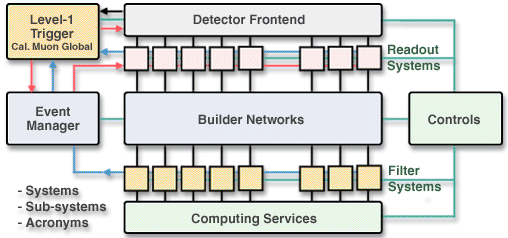 Level-1
Trigger
Cal. Muon Global
Detector Frontend
Readout
Systems
Event
Manager
Builder Networks
Controls
Filter
Systems
- Systems
- Sub-systems
- Acronyms
Computing Services